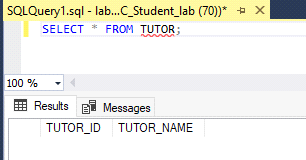 SQLQuery1.sql - lab...C_Student_lab (70))*
SELECT * FROM TUTOR;
100 %
Results Messages
TUTOR_ID TUTOR_NAME